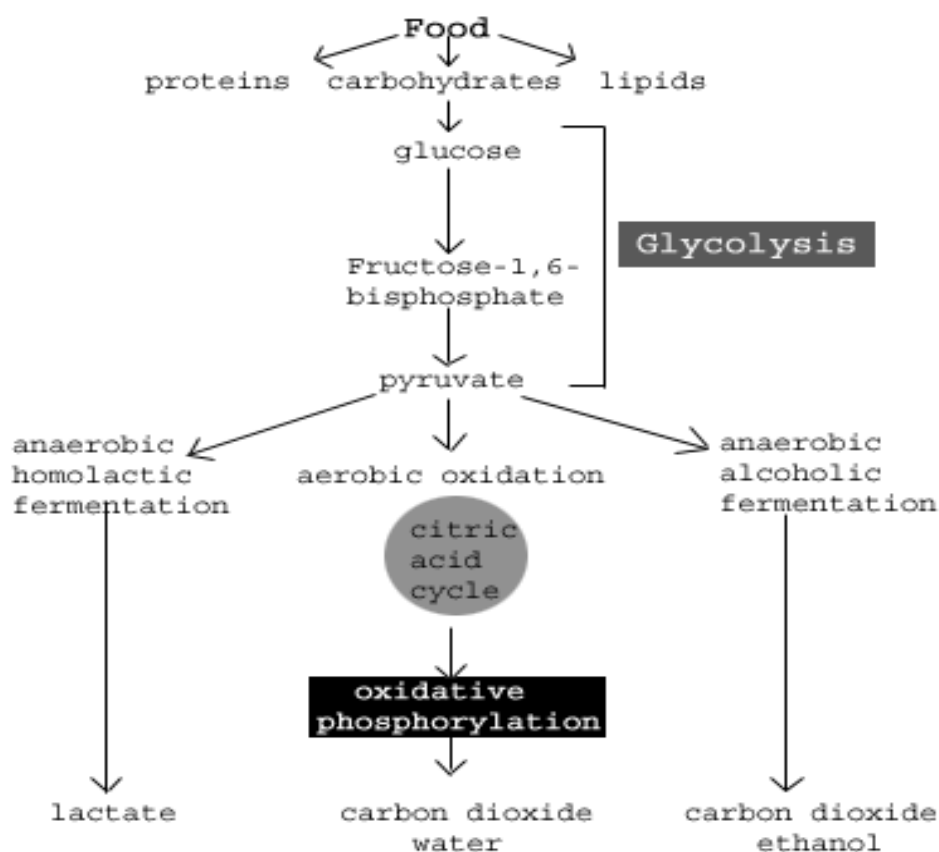 Food
proteins carbohydrates lipids
glucose
Glycolysis
Fructose-1,6-
bisphosphate
pyruvate
anaerobic
homolactic
fermentation
aerobic oxidation
anaerobic
alcoholic
fermentation
citric
acid
cycle
oxidative
phosphorylation
lactate
carbon dioxide
water
carbon dioxide
ethanol